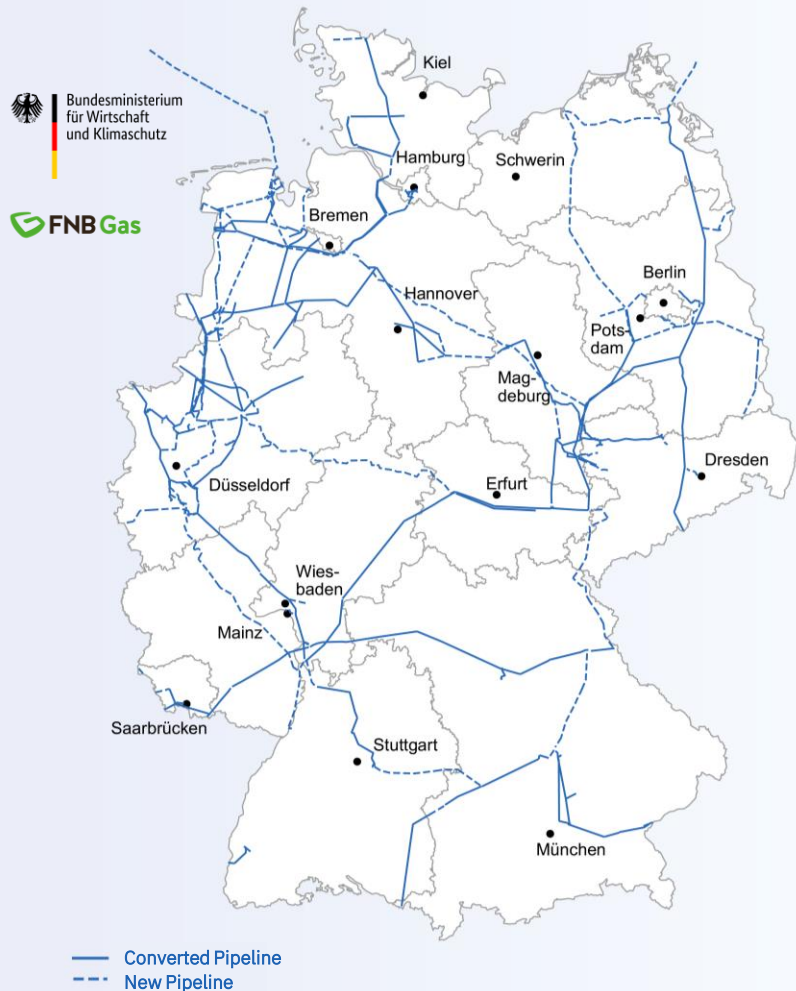 Kiel
Bundesministerium
für Wirtschaft
und Klimaschutz
Hamburg
Schwerin
FNB Gas
Bremen
Berlin
Hannover
Pots-
dam
Mag-
deburg
Düsseldorf
Erfurt
Dresden
Wies-
baden
Mainz
Saarbrücken
Stuttgart
München
Converted Pipeline
New Pipeline